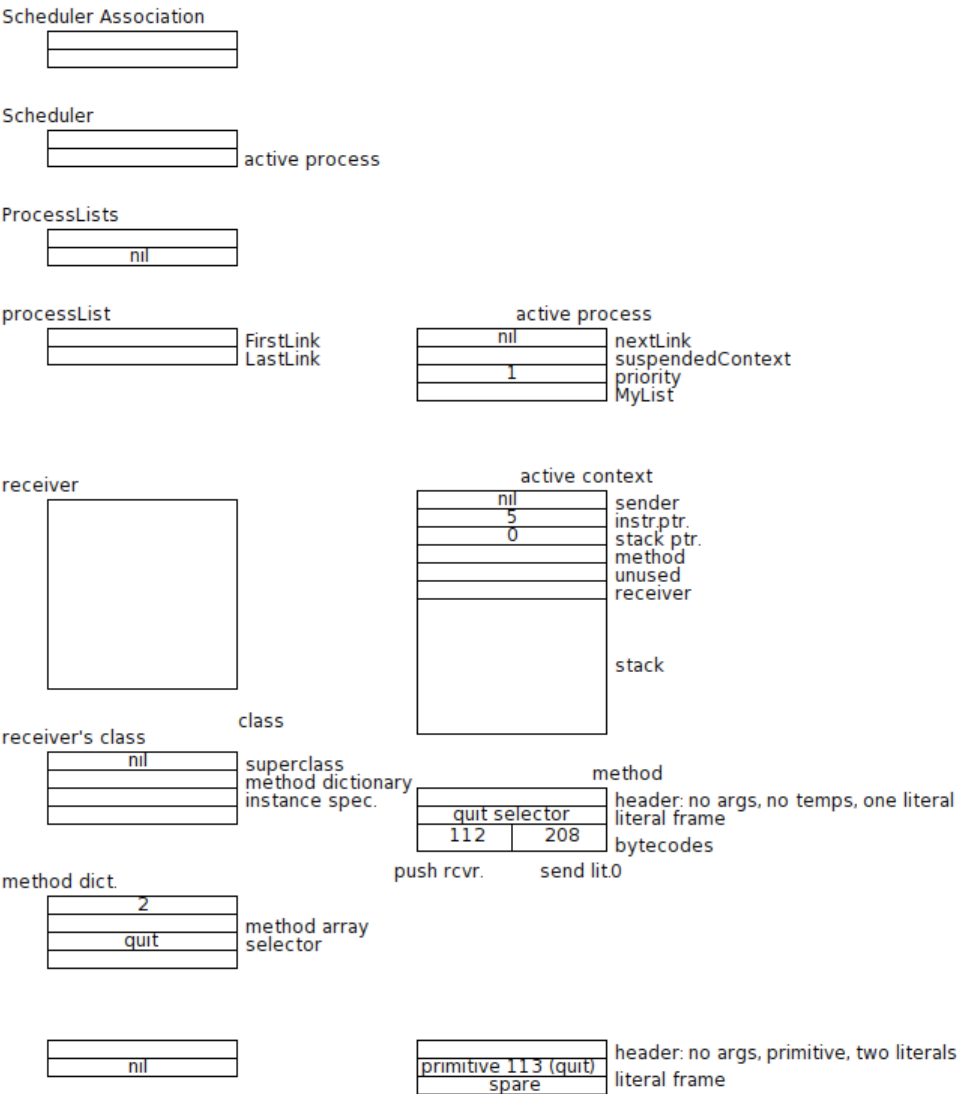 Scheduler Association
Scheduler
active process
ProcessLists
nil
processList
FirstLink
LastLink
active process
nil
nextLink
suspendedContext
1
priority
MyList
receiver
active context
nil
sender
5
instr.ptr.
0
stack ptr.
method
unused
receiver
stack
class
receiver's class
nil
superclass
method dictionary
instance spec.
method
header: no args, no temps, one literal
quit selector
literal frame
112 208
bytecodes
push rcvr. send lit.0
method dict.
2
method array
quit
selector
nil
header: no args, primitive, two literals
primitive 113 (quit)
literal frame
spare